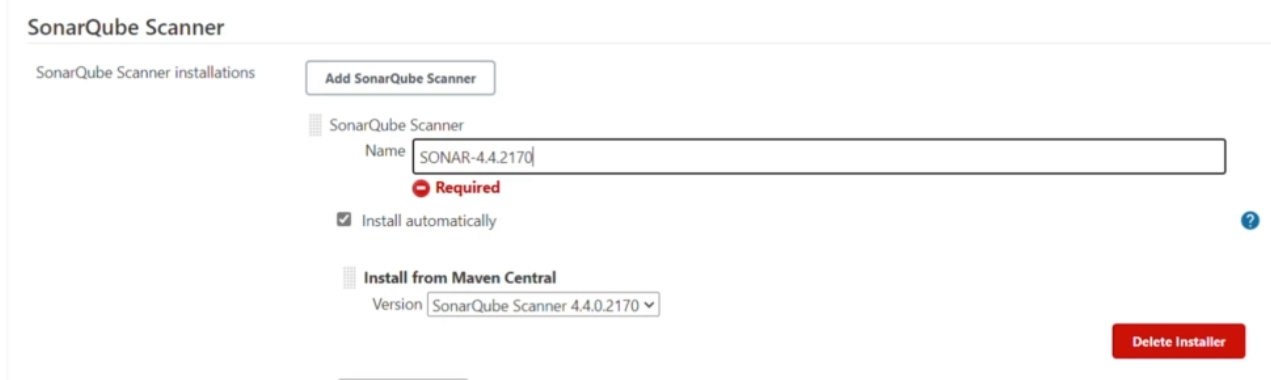 SonarQube Scanner
SonarQube Scanner installations
Add SonarQube Scanner
SonarQube Scanner
Name SONAR-4.4.2170
Required
Install automatically
Install from Maven Central
Version SonarQube Scanner 4.4.0.2170
Delete Installer